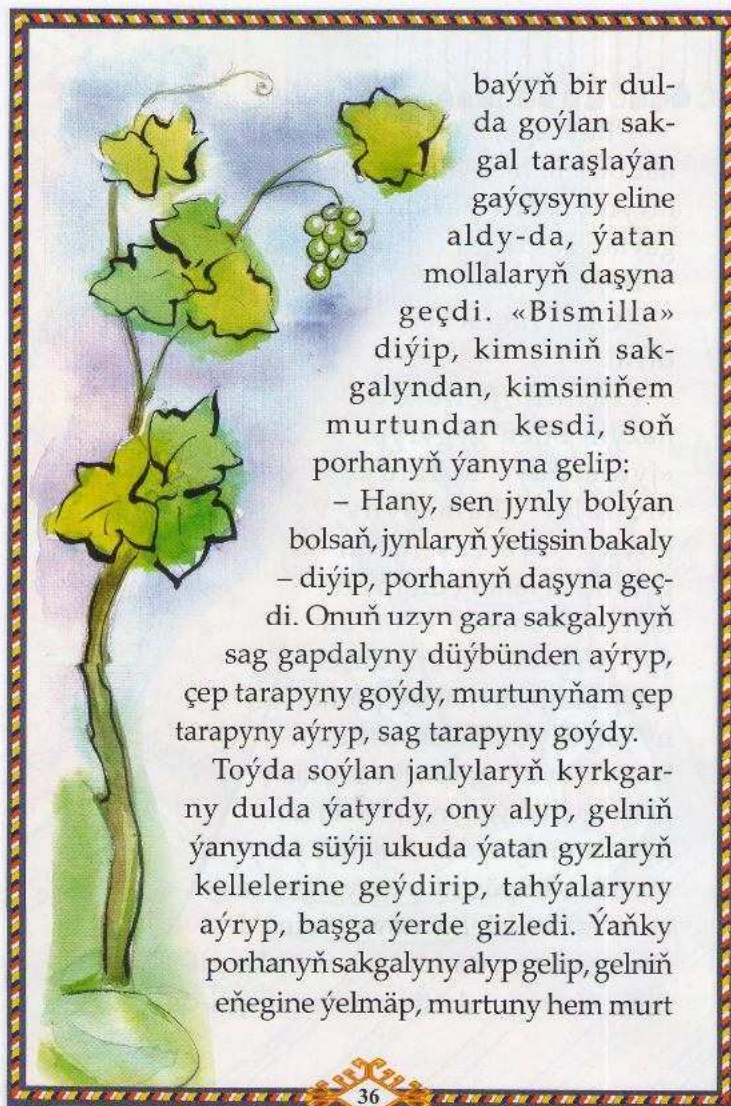 baýyň bir dul-
da goýlan sak-
gal taraşlaýan
gaýçysyny eline
aldy-da, ýatan
mollalaryň daşyna
geçdi. «Bismilla»
diýip, kimsiniň sak-
galyndan, kimsiniňem
murtundan kesdi, soň
porhanyň ýanyna gelip:
– Hany, sen jynly bolýan
bolsaň, jynlaryň ýetişsin bakaly
– diýip, porhanyň daşyna geç-
di. Onuň uzyn gara sakgalynyň
sag gapdalyny düýbünden aýryp,
çep tarapyny goýdy, murtunyňam çep
tarapyny aýryp, sag tarapyny goýdy.
Toýda soýlan janlylaryň kyrkgar-
ny dulda ýatyrdy, ony alyp, gelniň
ýanynda süýji ukuda ýatan gyzlaryň
kellelerine geýdirip, tahýalaryny
aýryp, başga ýerde gizledi. Ýaňky
porhanyň sakgalyny alyp gelip, gelniň
eňegine ýelmäp, murtuny hem murt
36